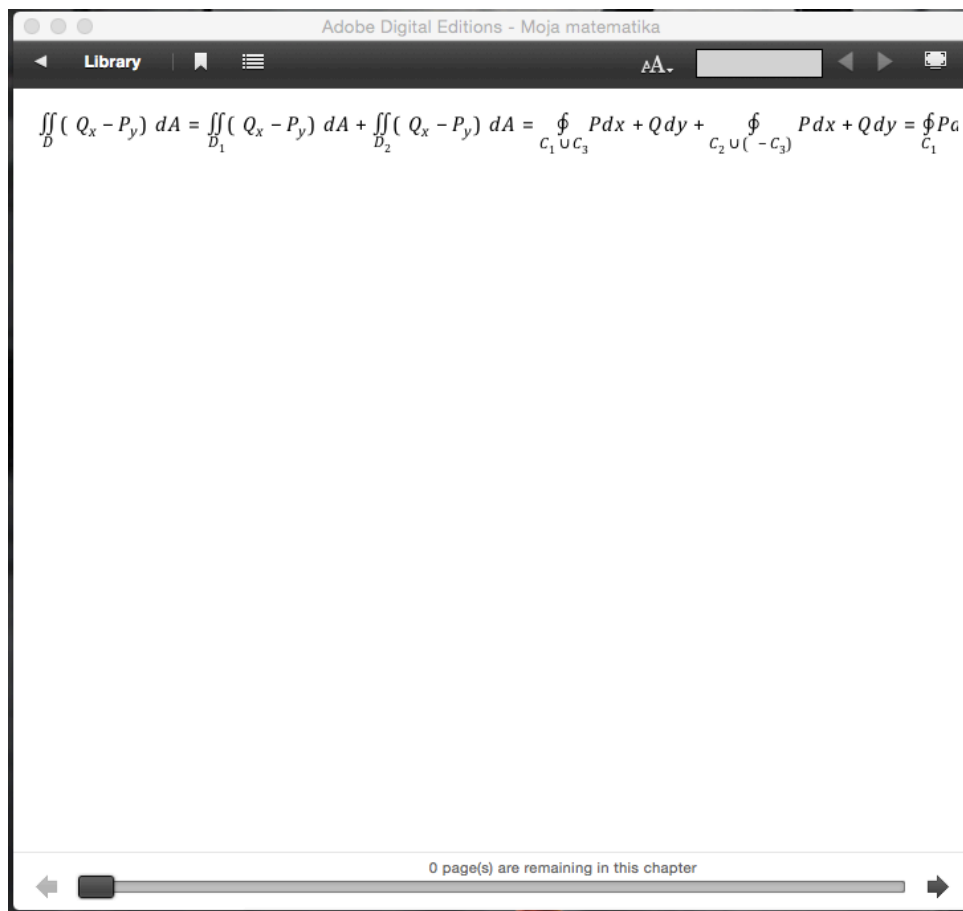 Adobe Digital Editions - Moja matematika
Library AA
∬_D ( Q_x − P_y) dA = ∬_{D_1} ( Q_x − P_y) dA + ∬_{D_2} ( Q_x − P_y) dA = ∮_{C_1 ∪ C_3} Pdx + Qdy + ∮_{C_2 ∪ ( − C_3)} Pdx + Qdy = ∮_{C_1} P
0 page(s) are remaining in this chapter